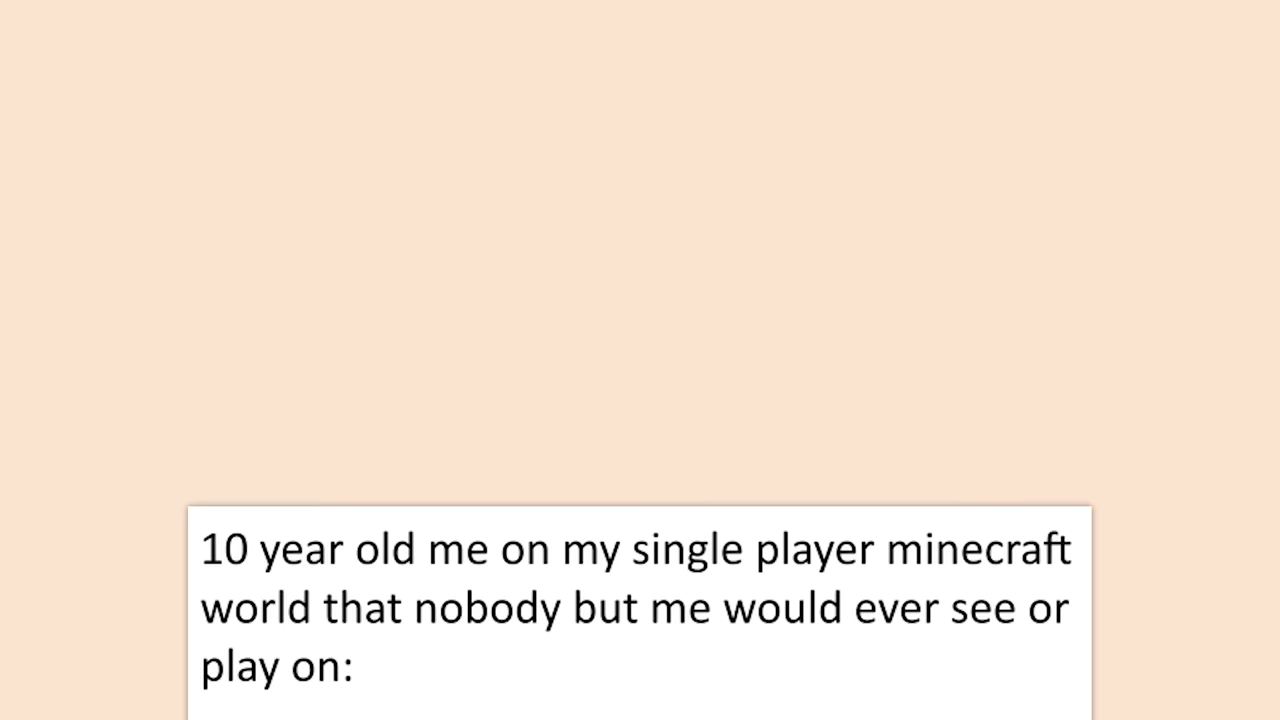 10 year old me on my single player minecraft
world that nobody but me would ever see or
play on: